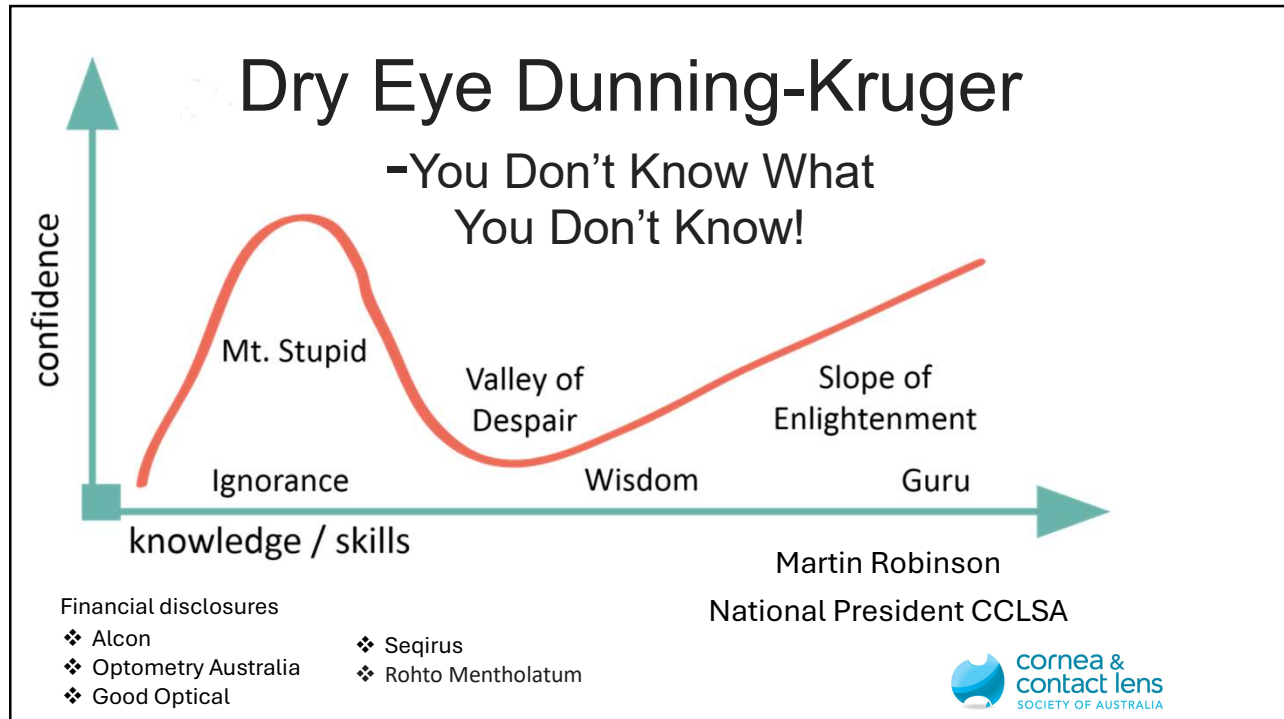 Dry Eye Dunning-Kruger
-You Don’t Know What
You Don’t Know!
confidence
Mt. Stupid
Valley of
Despair
Slope of
Enlightenment
Ignorance
Wisdom
Guru
knowledge / skills
Martin Robinson
National President CCLSA
Financial disclosures
❖ Alcon
❖ Optometry Australia
❖ Good Optical
❖ Seqirus
❖ Rohto Mentholatum
cornea &
contact lens
SOCIETY OF AUSTRALIA